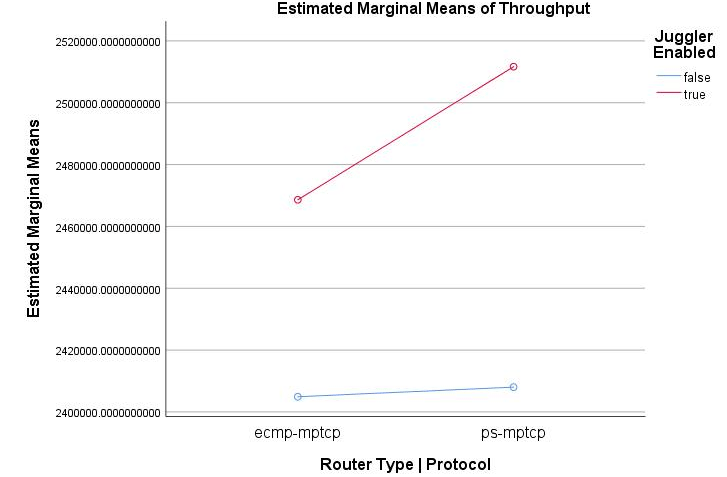 Estimated Marginal Means of Throughput
Estimated Marginal Means
2520000.0000000000
2500000.0000000000
2480000.0000000000
2460000.0000000000
2440000.0000000000
2420000.0000000000
2400000.0000000000
ecmp-mptcp
ps-mptcp
Router Type | Protocol
Juggler
Enabled
false
true